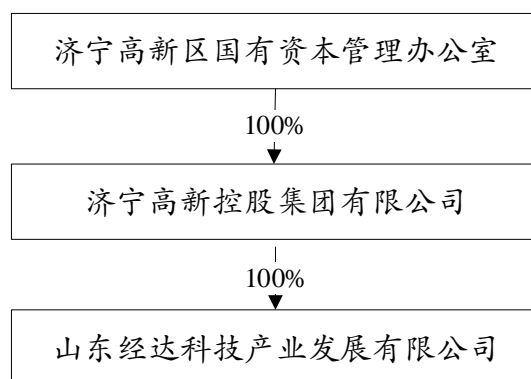 济宁高新区国有资本管理办公室
100%
济宁高新控股集团有限公司
100%
山东经达科技产业发展有限公司